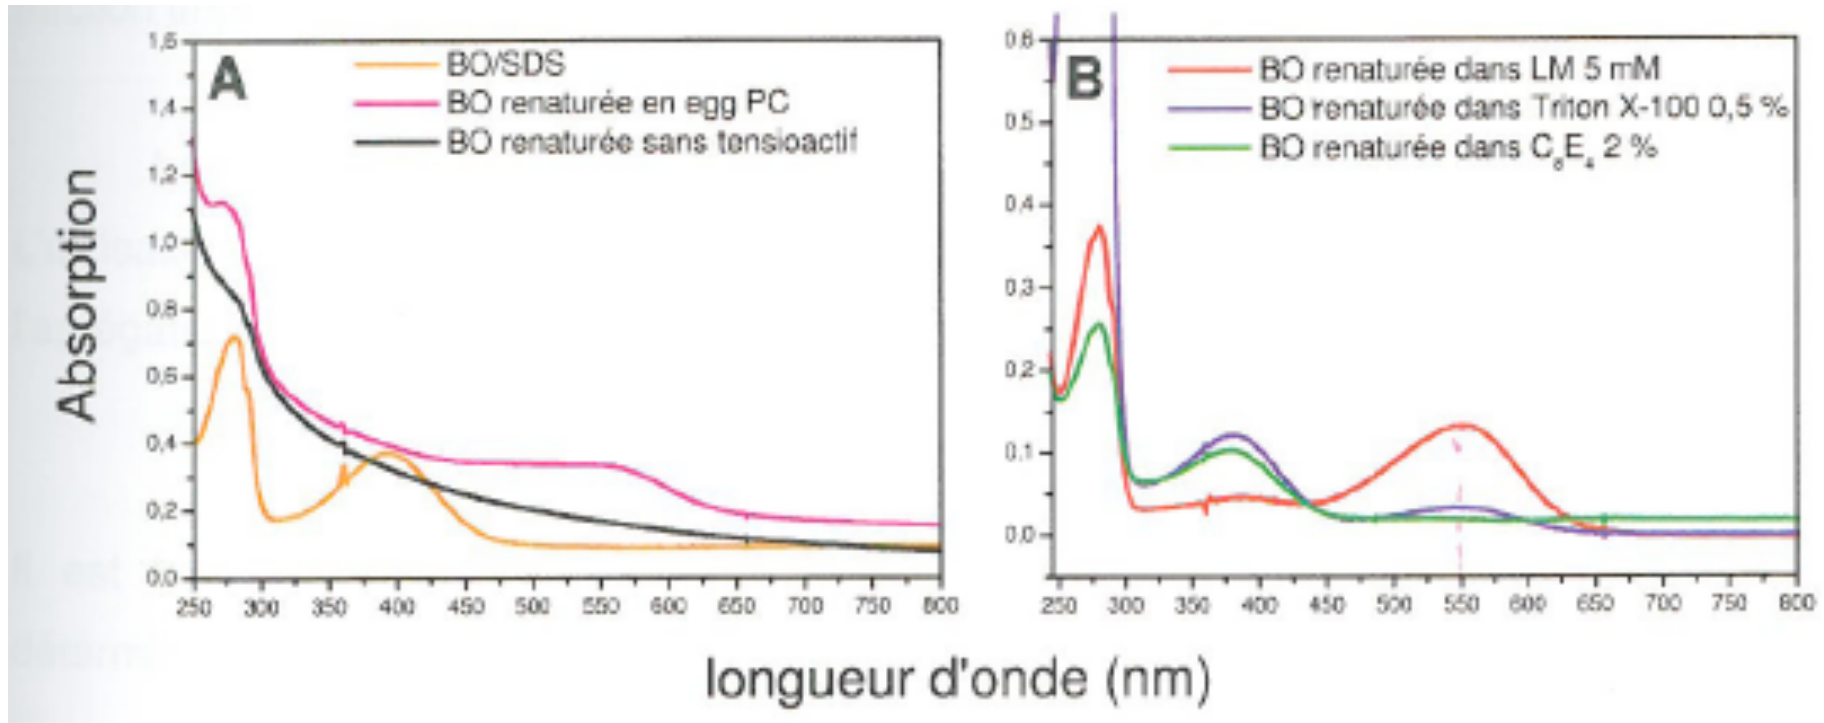 A
BO/SDS
BO renaturée en egg PC
BO renaturée sans tensioactif
1,6
1,4
1,2
1,0
0,8
0,6
0,4
0,2
0,0
250 300 350 400 450 500 550 600 650 700 750 800
Absorption
B
BO renaturée dans LM 5 mM
BO renaturée dans Triton X-100 0,5 %
BO renaturée dans C₈E₄ 2 %
0,6
0,5
0,4
0,3
0,2
0,1
0,0
250 300 350 400 450 500 550 600 650 700 750 800
longueur d'onde (nm)